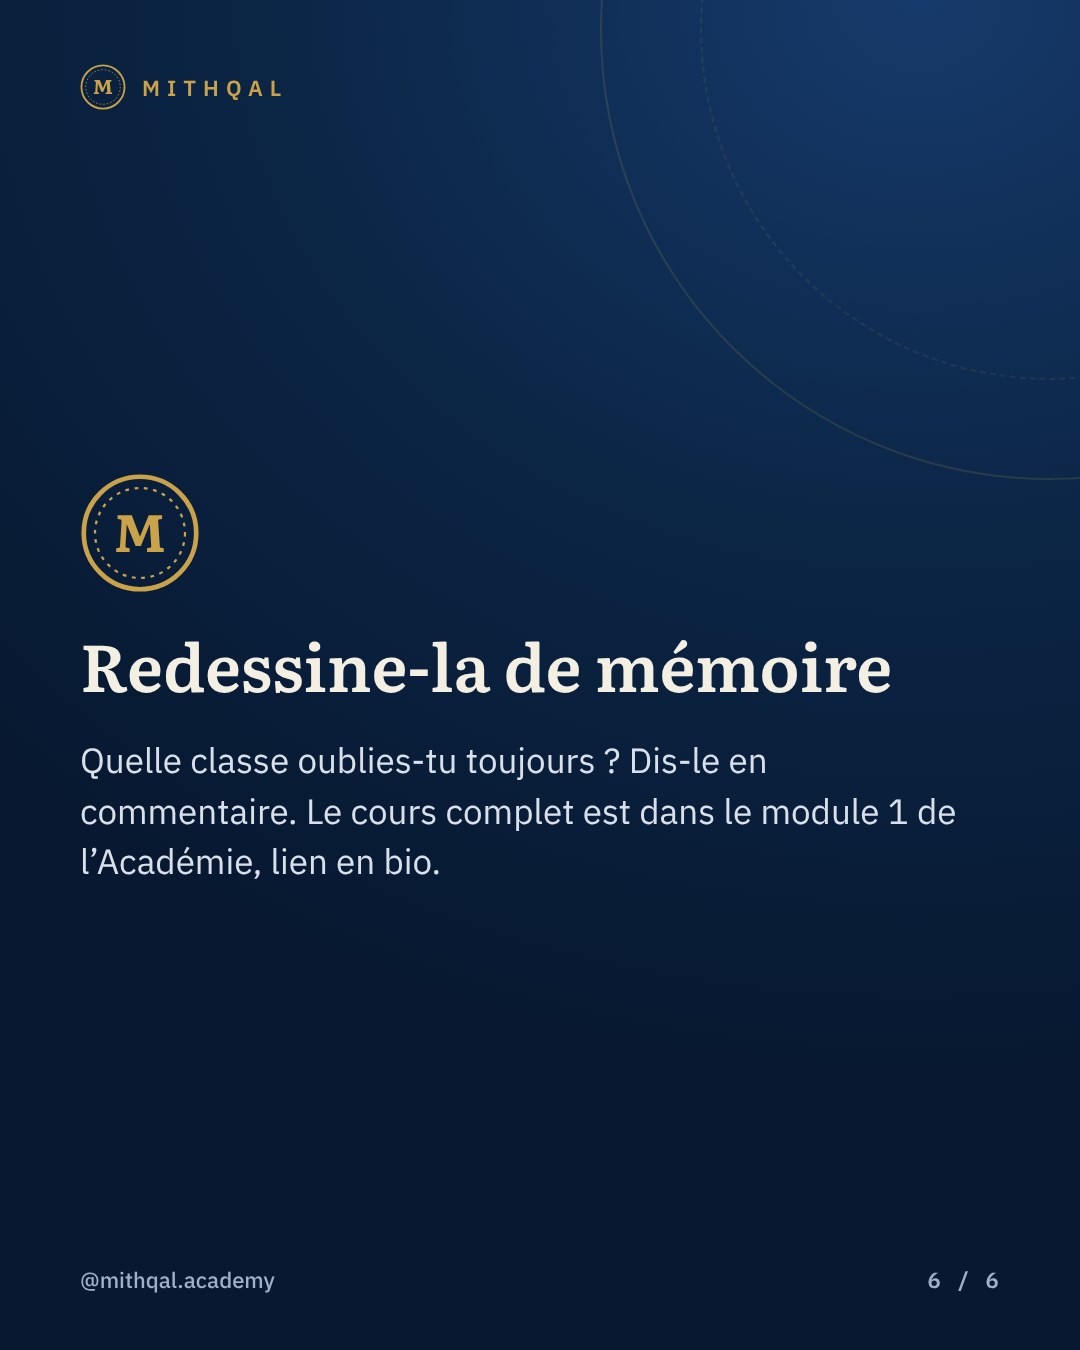 M MITHQAL
M
Redessine-la de mémoire
Quelle classe oublies-tu toujours ? Dis-le en
commentaire. Le cours complet est dans le module 1 de
l’Académie, lien en bio.
@mithqal.academy 6 / 6